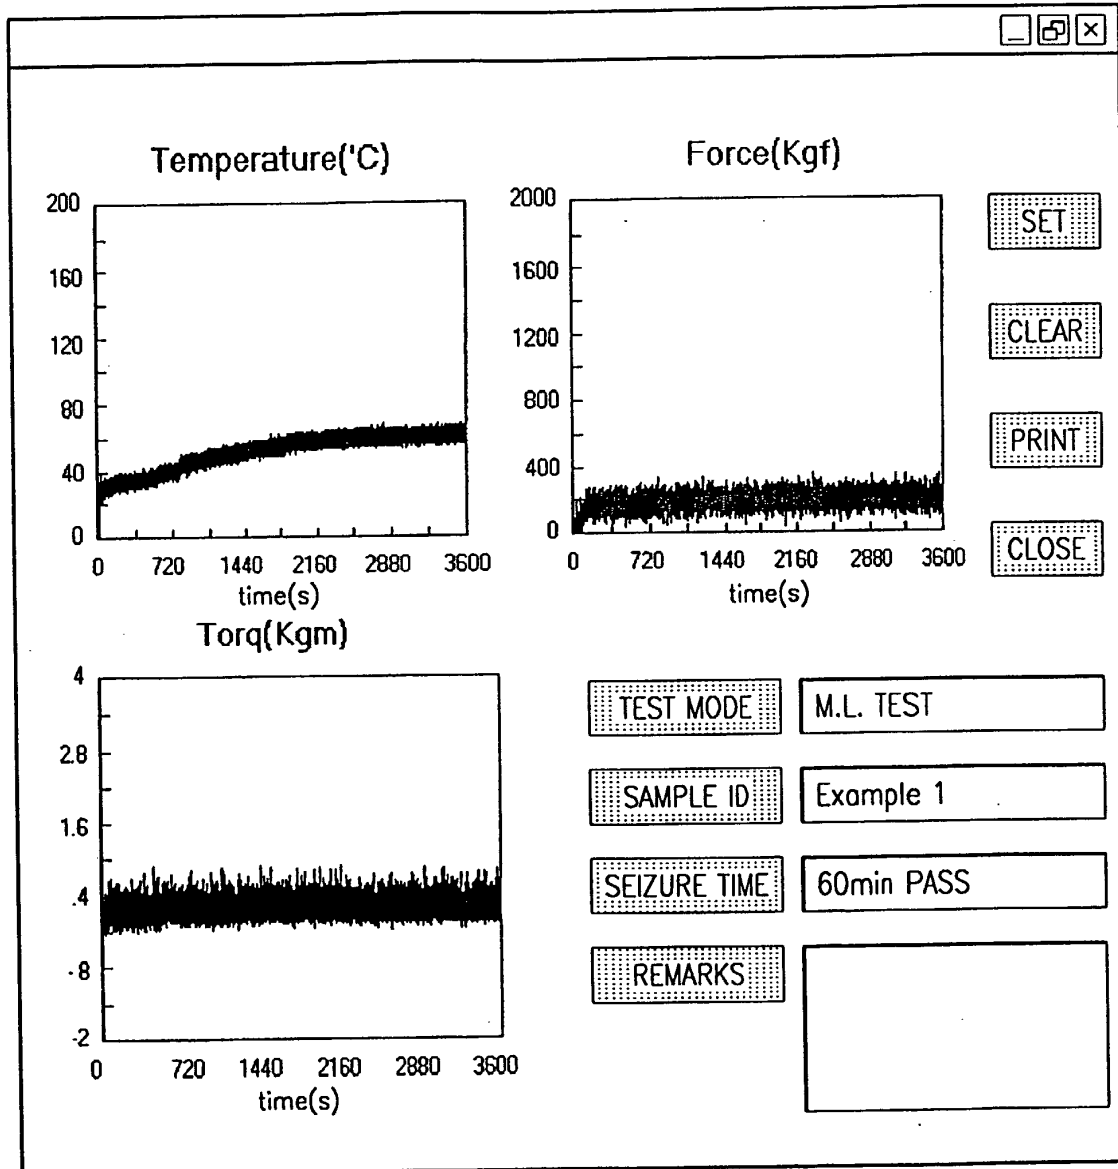 Temperature('C)
200
160
120
80
40
0
0 720 1440 2160 2880 3600
time(s)
Force(Kgf)
2000
1600
1200
800
400
0
0 720 1440 2160 2880 3600
time(s)
SET
CLEAR
PRINT
CLOSE
Torq(Kgm)
4
2.8
1.6
.4
-.8
-2
0 720 1440 2160 2880 3600
time(s)
TEST MODE M.L. TEST
SAMPLE ID Example 1
SEIZURE TIME 60min PASS
REMARKS